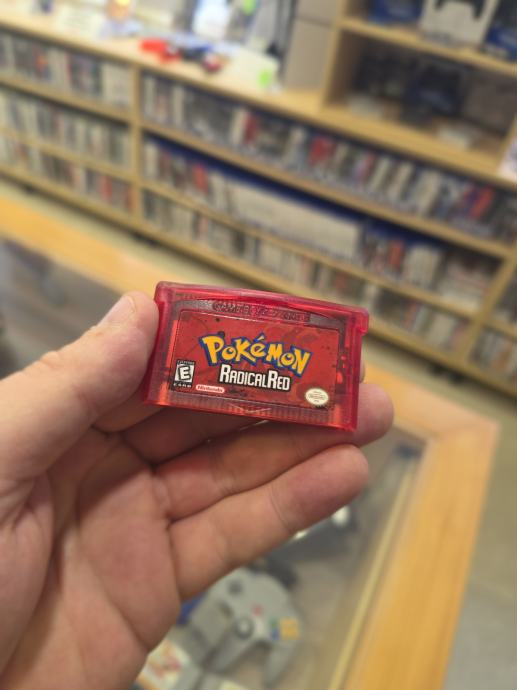 GAME BOY ADVANCE
POKéMON
RADICALRED
E
Nintendo